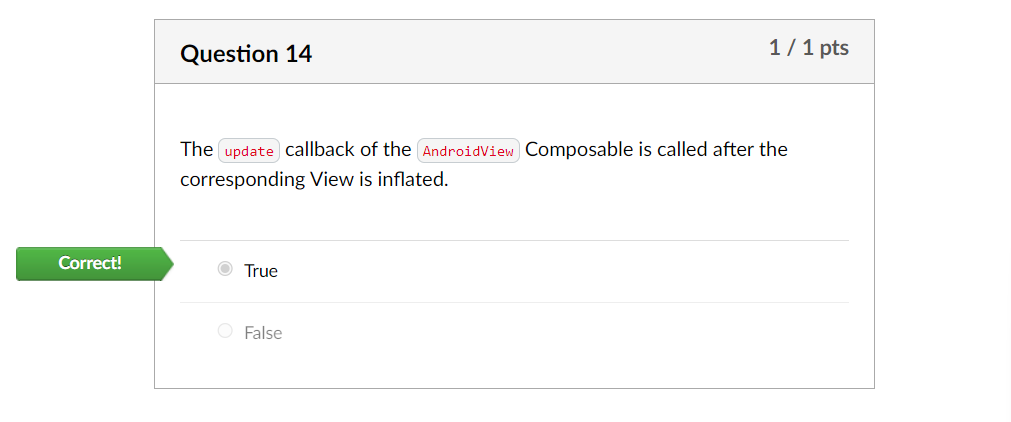 Question 14
1 / 1 pts
The update callback of the AndroidView Composable is called after the
corresponding View is inflated.
Correct!
True
False